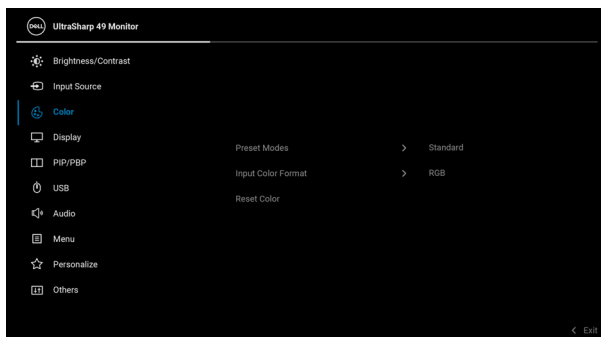 DELL UltraSharp 49 Monitor
Brightness/Contrast
Input Source
Color
Display
Preset Modes > Standard
PIP/PBP
Input Color Format > RGB
USB
Reset Color
Audio
Menu
Personalize
Others
< Exit